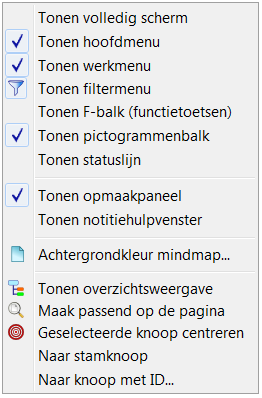 Tonen volledig scherm
Tonen hoofdmenu
Tonen werkmenu
Tonen filtermenu
Tonen F-balk (functietoetsen)
Tonen pictogrammenbalk
Tonen statuslijn
Tonen opmaakpaneel
Tonen notitiehulpvenster
Achtergrondkleur mindmap...
Tonen overzichtsweergave
Maak passend op de pagina
Geselecteerde knoop centreren
Naar stamknoop
Naar knoop met ID...